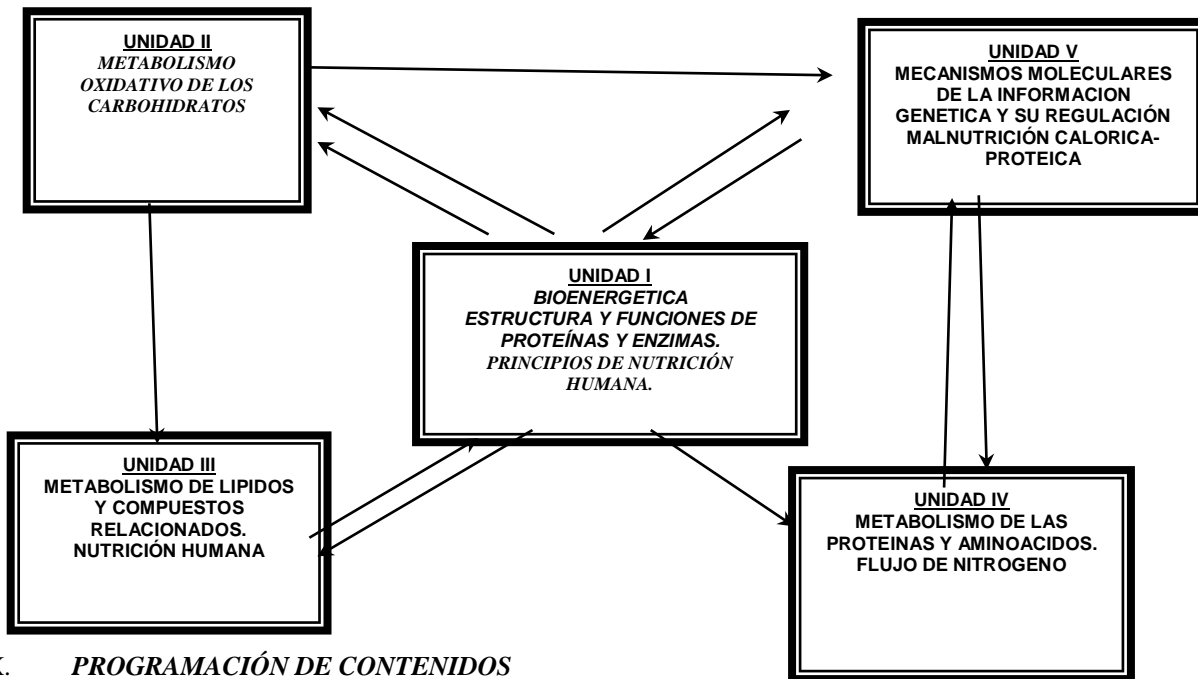 UNIDAD II
METABOLISMO
OXIDATIVO DE LOS
CARBOHIDRATOS
UNIDAD V
MECANISMOS MOLECULARES
DE LA INFORMACION
GENETICA Y SU REGULACIÓN
MALNUTRICIÓN CALORICA-
PROTEICA
UNIDAD I
BIOENERGETICA
ESTRUCTURA Y FUNCIONES DE
PROTEÍNAS Y ENZIMAS.
PRINCIPIOS DE NUTRICIÓN
HUMANA.
UNIDAD III
METABOLISMO DE LIPIDOS
Y COMPUESTOS
RELACIONADOS.
NUTRICIÓN HUMANA
UNIDAD IV
METABOLISMO DE LAS
PROTEINAS Y AMINOACIDOS.
FLUJO DE NITROGENO
PROGRAMACIÓN DE CONTENIDOS